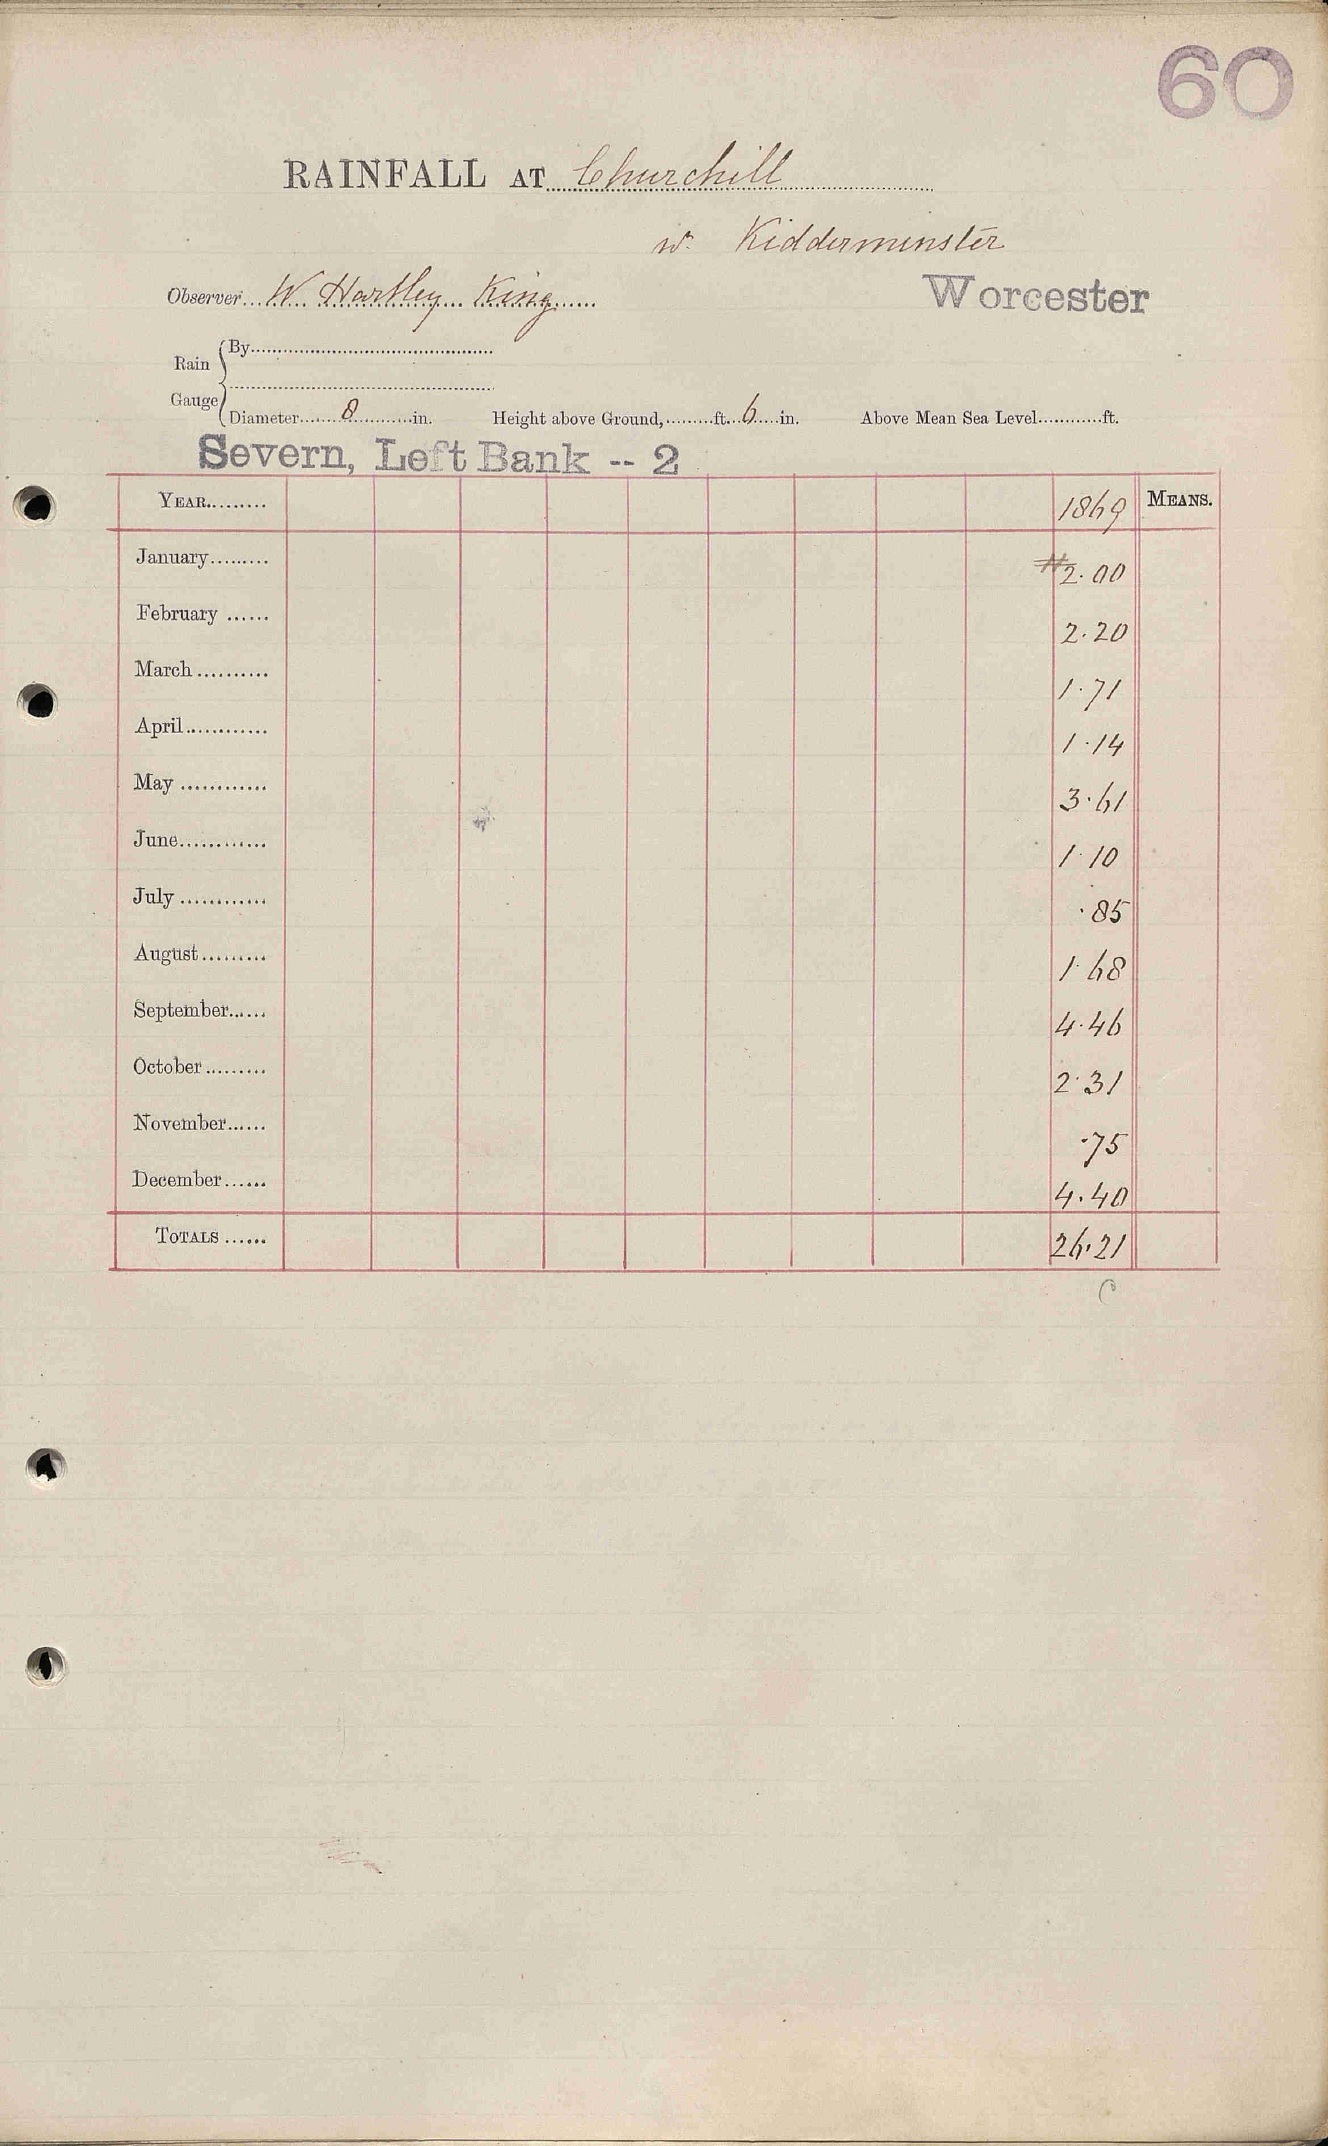 60
RAINFALL AT Churchill
nr. Kidderminster
Observer W Hartley King
Worcester
Rain Gauge
By
Diameter 8 in. Height above Ground, ft. 6 in. Above Mean Sea Level ft.
Severn, Left Bank -- 2
YEAR 1869 MEANS.
January 2.00
February 2.20
March 1.71
April 1.14
May 3.61
June 1.10
July .85
August 1.68
September 4.46
October 2.31
November .75
December 4.40
TOTALS 26.21